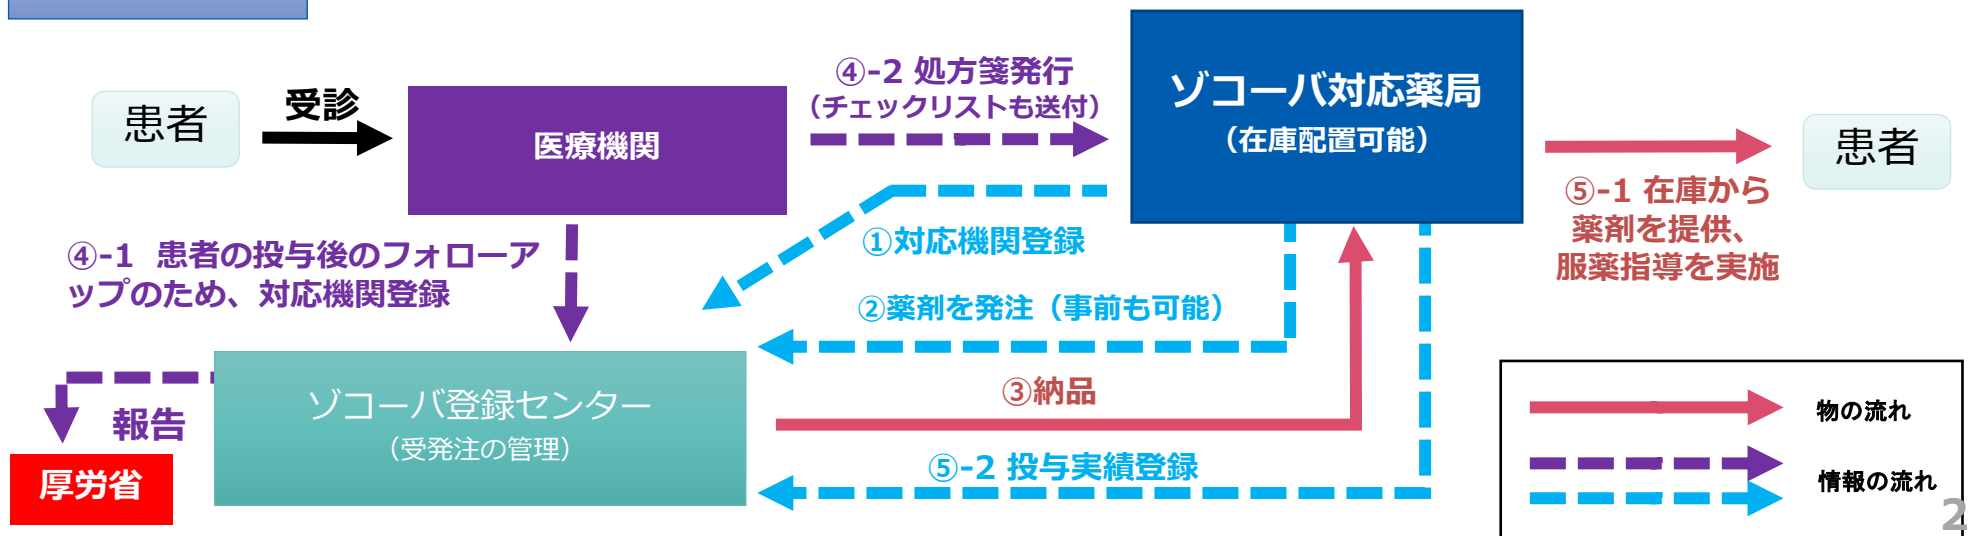 患者
受診
医療機関
④-2 処方箋発行
（チェックリストも送付）
ゾコーバ対応薬局
（在庫配置可能）
患者
⑤-1 在庫から
薬剤を提供、
服薬指導を実施
①対応機関登録
④-1 患者の投与後のフォローア
ップのため、対応機関登録
②薬剤を発注（事前も可能）
ゾコーバ登録センター
（受発注の管理）
③納品
報告
厚労省
⑤-2 投与実績登録
物の流れ
情報の流れ
2